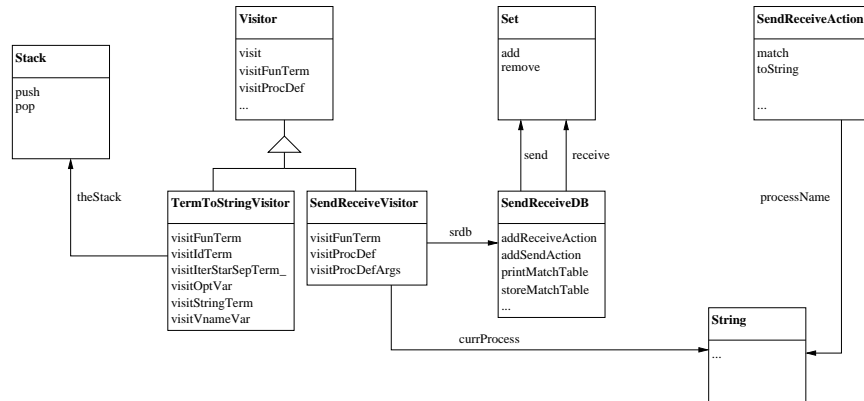 Visitor
visit
visitFunTerm
visitProcDef
...
Set
add
remove
SendReceiveAction
match
toString
...
Stack
push
pop
theStack
send
receive
processName
TermToStringVisitor
visitFunTerm
visitIdTerm
visitIterStarSepTerm_
visitOptVar
visitStringTerm
visitVnameVar
SendReceiveVisitor
visitFunTerm
visitProcDef
visitProcDefArgs
srdb
SendReceiveDB
addReceiveAction
addSendAction
printMatchTable
storeMatchTable
...
currProcess
String
...